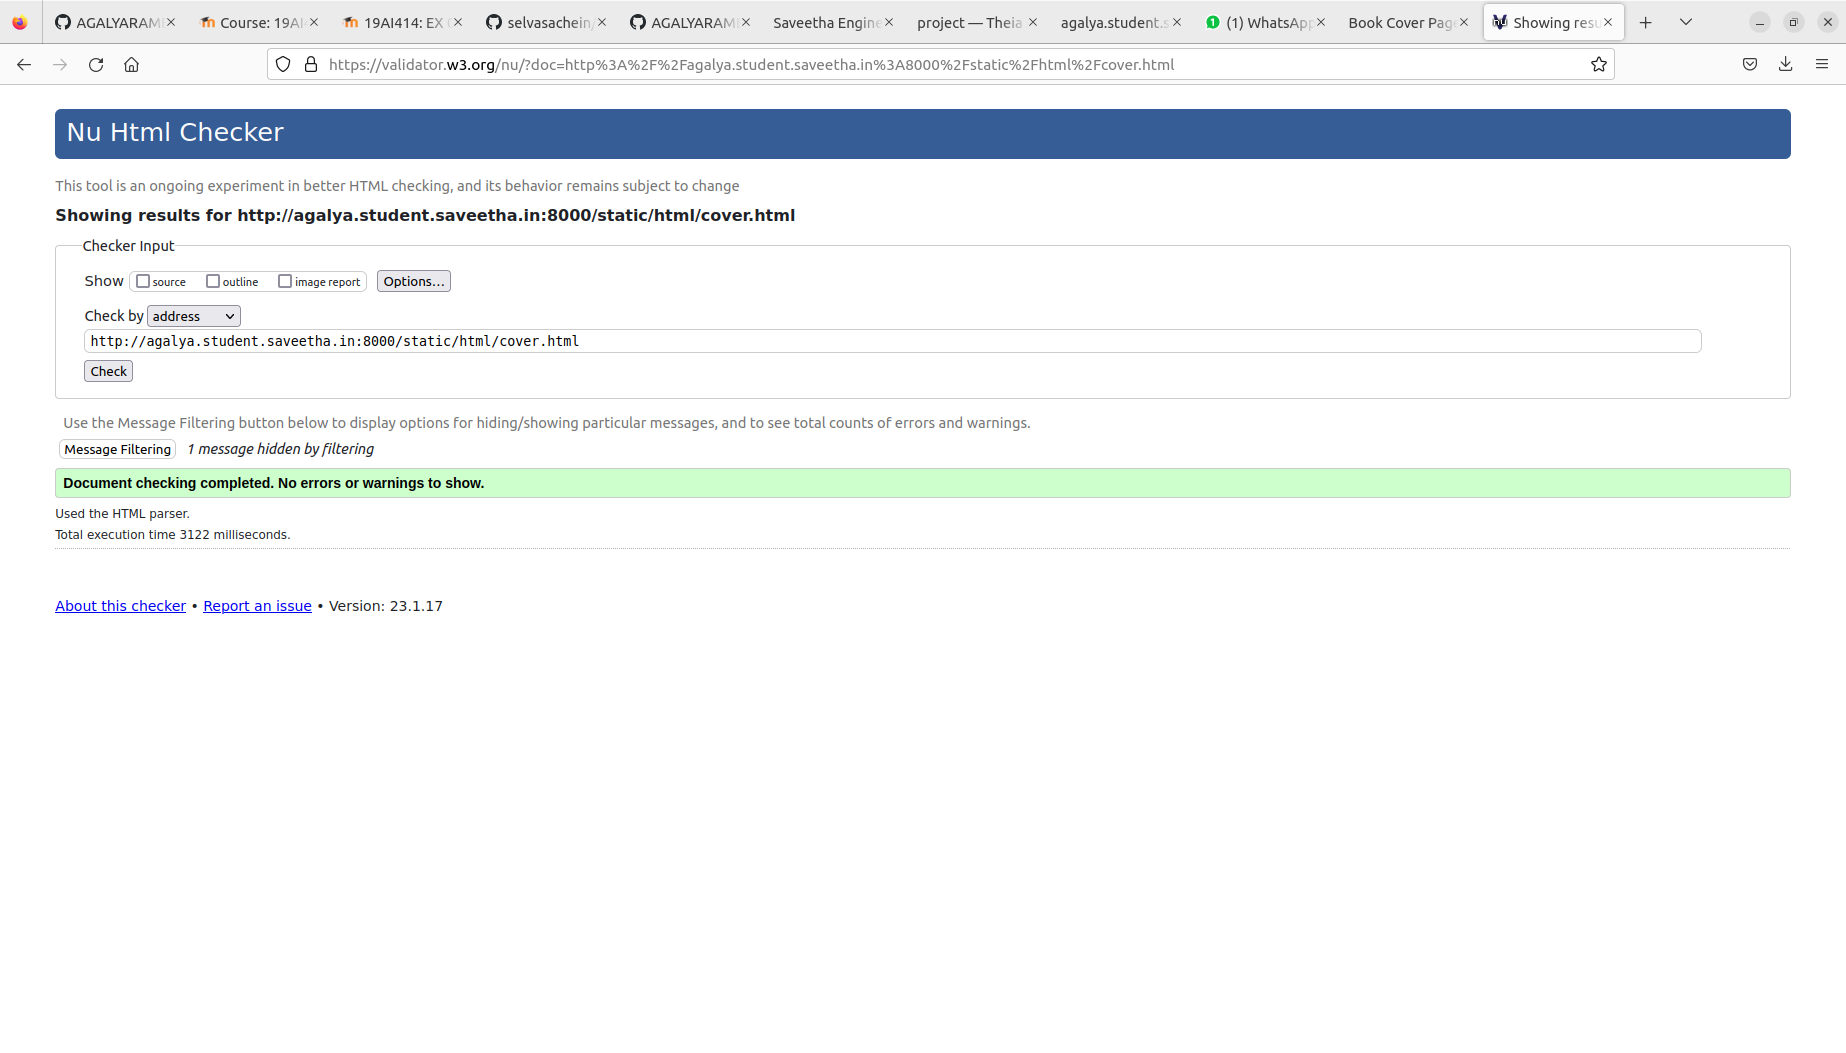 AGALYARAM
Course: 19AI
19AI414: EX
selvasachein/
AGALYARAM
Saveetha Engine
project — Theia
agalya.student.s
(1) WhatsApp
Book Cover Pag
Showing resu
https://validator.w3.org/nu/?doc=http%3A%2F%2Fagalya.student.saveetha.in%3A8000%2Fstatic%2Fhtml%2Fcover.html
Nu Html Checker
This tool is an ongoing experiment in better HTML checking, and its behavior remains subject to change
Showing results for http://agalya.student.saveetha.in:8000/static/html/cover.html
Checker Input
Show source outline image report Options...
Check by address
http://agalya.student.saveetha.in:8000/static/html/cover.html
Check
Use the Message Filtering button below to display options for hiding/showing particular messages, and to see total counts of errors and warnings.
Message Filtering 1 message hidden by filtering
Document checking completed. No errors or warnings to show.
Used the HTML parser.
Total execution time 3122 milliseconds.
About this checker • Report an issue • Version: 23.1.17